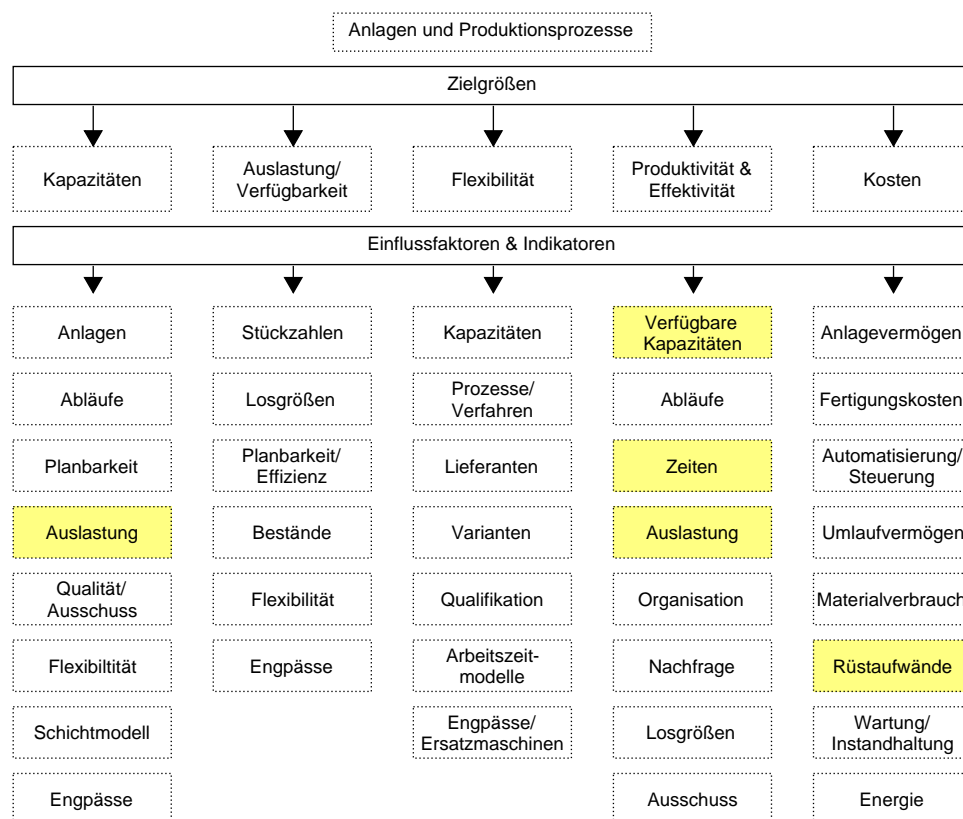 Anlagen und Produktionsprozesse
Zielgrößen
Kapazitäten
Auslastung/
Verfügbarkeit
Flexibilität
Produktivität &
Effektivität
Kosten
Einflussfaktoren & Indikatoren
Anlagen
Abläufe
Planbarkeit
Auslastung
Qualität/
Ausschuss
Flexibiltität
Schichtmodell
Engpässe
Stückzahlen
Losgrößen
Planbarkeit/
Effizienz
Bestände
Flexibilität
Engpässe
Kapazitäten
Prozesse/
Verfahren
Lieferanten
Varianten
Qualifikation
Arbeitszeit-
modelle
Engpässe/
Ersatzmaschinen
Verfügbare
Kapazitäten
Abläufe
Zeiten
Auslastung
Organisation
Nachfrage
Losgrößen
Ausschuss
Anlagevermögen
Fertigungskosten
Automatisierung/
Steuerung
Umlaufvermögen
Materialverbrauch
Rüstaufwände
Wartung/
Instandhaltung
Energie